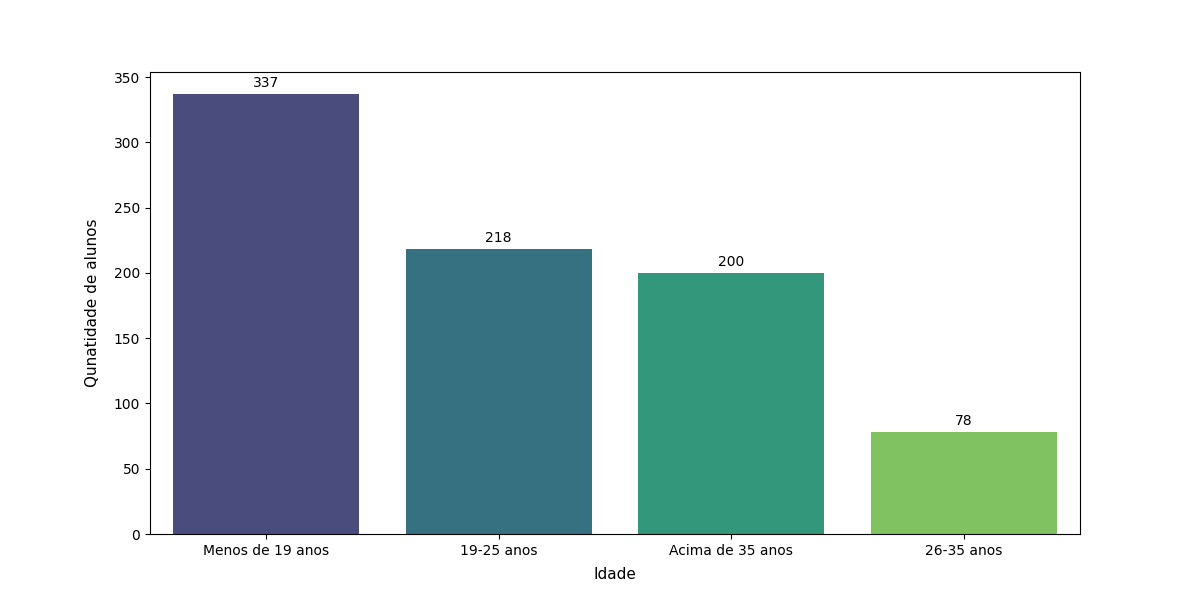 350
300
250
200
150
100
50
0
Qunatidade de alunos
337
218
200
78
Menos de 19 anos
19-25 anos
Acima de 35 anos
26-35 anos
Idade